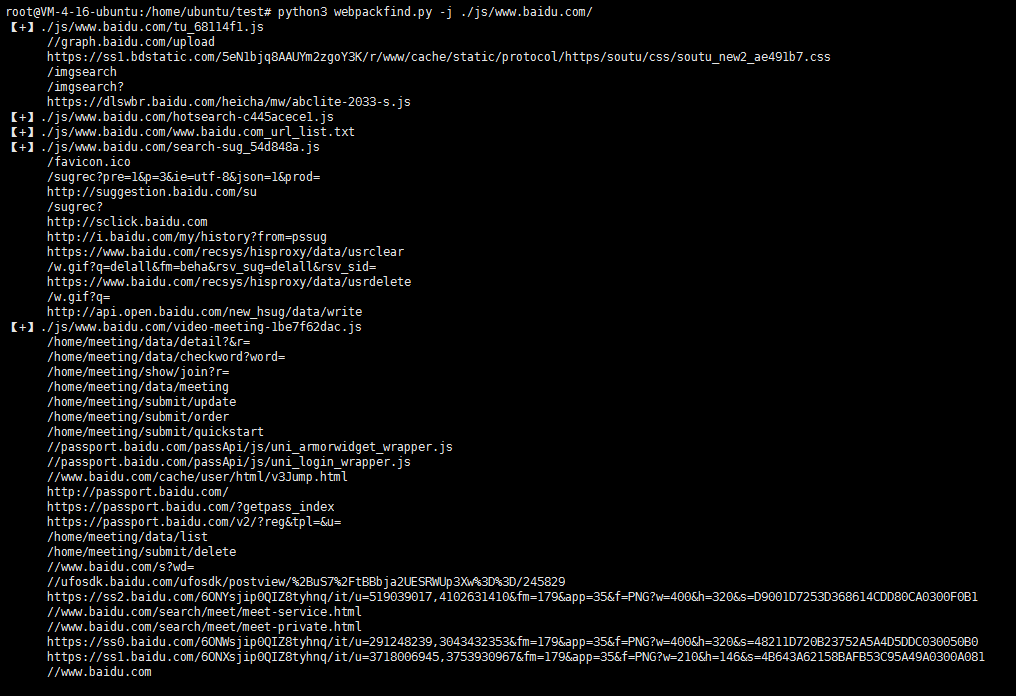 root@VM-4-16-ubuntu:/home/ubuntu/test# python3 webpackfind.py -j ./js/www.baidu.com/
【+】./js/www.baidu.com/tu_68114f1.js
//graph.baidu.com/upload
https://ss1.bdstatic.com/5eN1bjq8AAUYm2zgoY3K/r/www/cache/static/protocol/https/soutu/css/soutu_new2_ae491b7.css
/imgsearch
/imgsearch?
https://dlswbr.baidu.com/heicha/mw/abclite-2033-s.js
【+】./js/www.baidu.com/hotsearch-c445acece1.js
【+】./js/www.baidu.com/www.baidu.com_url_list.txt
【+】./js/www.baidu.com/search-sug_54d848a.js
/favicon.ico
/sugrec?pre=1&p=3&ie=utf-8&json=1&prod=
http://suggestion.baidu.com/su
/sugrec?
http://sclick.baidu.com
http://i.baidu.com/my/history?from=pssug
https://www.baidu.com/recsys/hisproxy/data/usrclear
/w.gif?q=delall&fm=beha&rsv_sug=delall&rsv_sid=
https://www.baidu.com/recsys/hisproxy/data/usrdelete
/w.gif?q=
http://api.open.baidu.com/new_hsug/data/write
【+】./js/www.baidu.com/video-meeting-1be7f62dac.js
/home/meeting/data/detail?&r=
/home/meeting/data/checkword?word=
/home/meeting/show/join?r=
/home/meeting/data/meeting
/home/meeting/submit/update
/home/meeting/submit/order
/home/meeting/submit/quickstart
//passport.baidu.com/passApi/js/uni_armorwidget_wrapper.js
//passport.baidu.com/passApi/js/uni_login_wrapper.js
//www.baidu.com/cache/user/html/v3Jump.html
http://passport.baidu.com/
https://passport.baidu.com/?getpass_index
https://passport.baidu.com/v2/?reg&tpl=&u=
/home/meeting/data/list
/home/meeting/submit/delete
//www.baidu.com/s?wd=
//ufosdk.baidu.com/ufosdk/postview/%2BuS7%2FtBBbja2UESRWUp3Xw%3D%3D/245829
https://ss2.baidu.com/6ONYsjip0QIZ8tyhnq/it/u=519039017,4102631410&fm=179&app=35&f=PNG?w=400&h=320&s=D9001D7253D368614CDD80CA0300F0B1
//www.baidu.com/search/meet/meet-service.html
//www.baidu.com/search/meet/meet-private.html
https://ss0.baidu.com/6ONWsjip0QIZ8tyhnq/it/u=291248239,3043432353&fm=179&app=35&f=PNG?w=400&h=320&s=48211D720B23752A5A4D5DDC030050B0
https://ss1.baidu.com/6ONXsjip0QIZ8tyhnq/it/u=3718006945,3753930967&fm=179&app=35&f=PNG?w=210&h=146&s=4B643A62158BAFB53C95A49A0300A081
//www.baidu.com